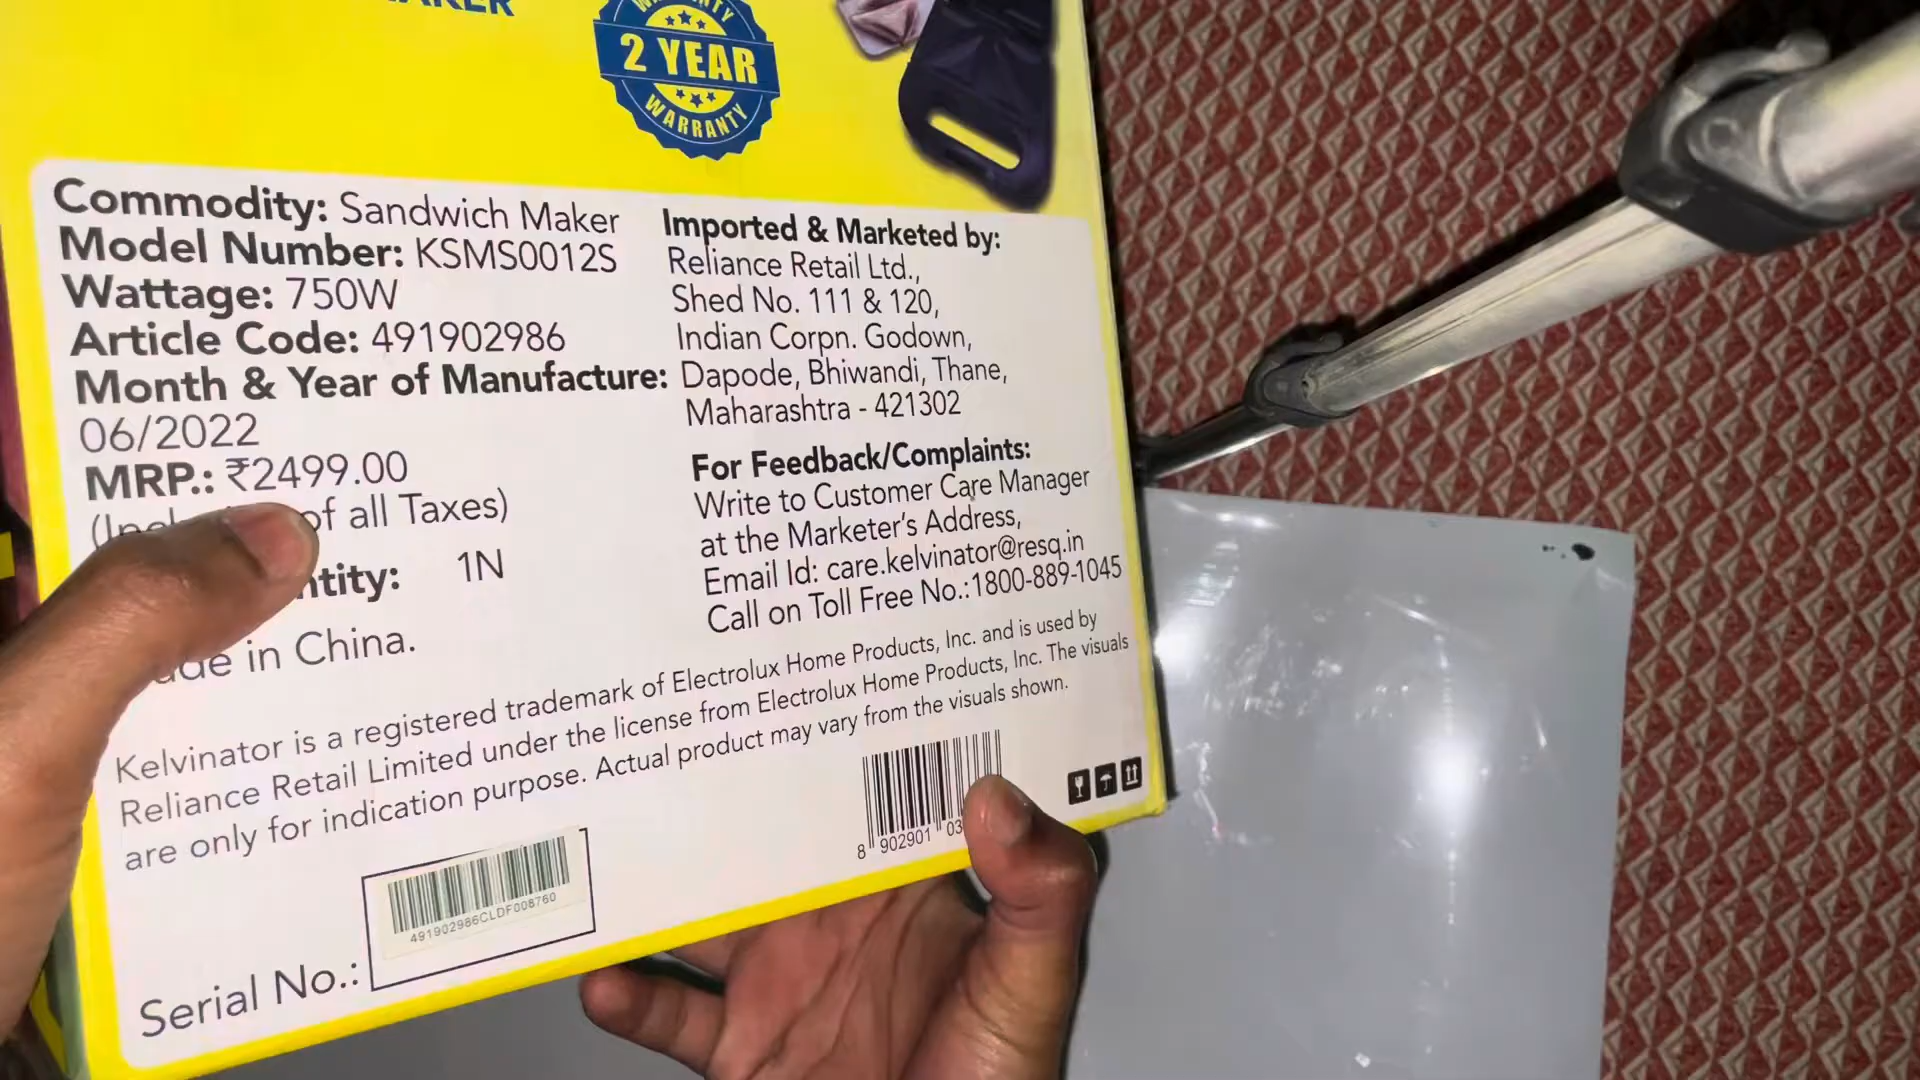 WARRANTY
2 YEAR
WARRANTY
Commodity: Sandwich Maker
Model Number: KSMS0012S
Wattage: 750W
Article Code: 491902986
Month & Year of Manufacture:
06/2022
MRP.: ₹2499.00
of all Taxes)
1N
in China.
Imported & Marketed by:
Reliance Retail Ltd.,
Shed No. 111 & 120,
Indian Corpn. Godown,
Dapode, Bhiwandi, Thane,
Maharashtra - 421302
For Feedback/Complaints:
Write to Customer Care Manager
at the Marketer's Address,
Email Id: care.kelvinator@resq.in
Call on Toll Free No.:1800-889-1045
Kelvinator is a registered trademark of Electrolux Home Products, Inc. and is used by
Reliance Retail Limited under the license from Electrolux Home Products, Inc. The visuals
are only for indication purpose. Actual product may vary from the visuals shown.
8 902901 03
491902986CLDF008760
Serial No.: